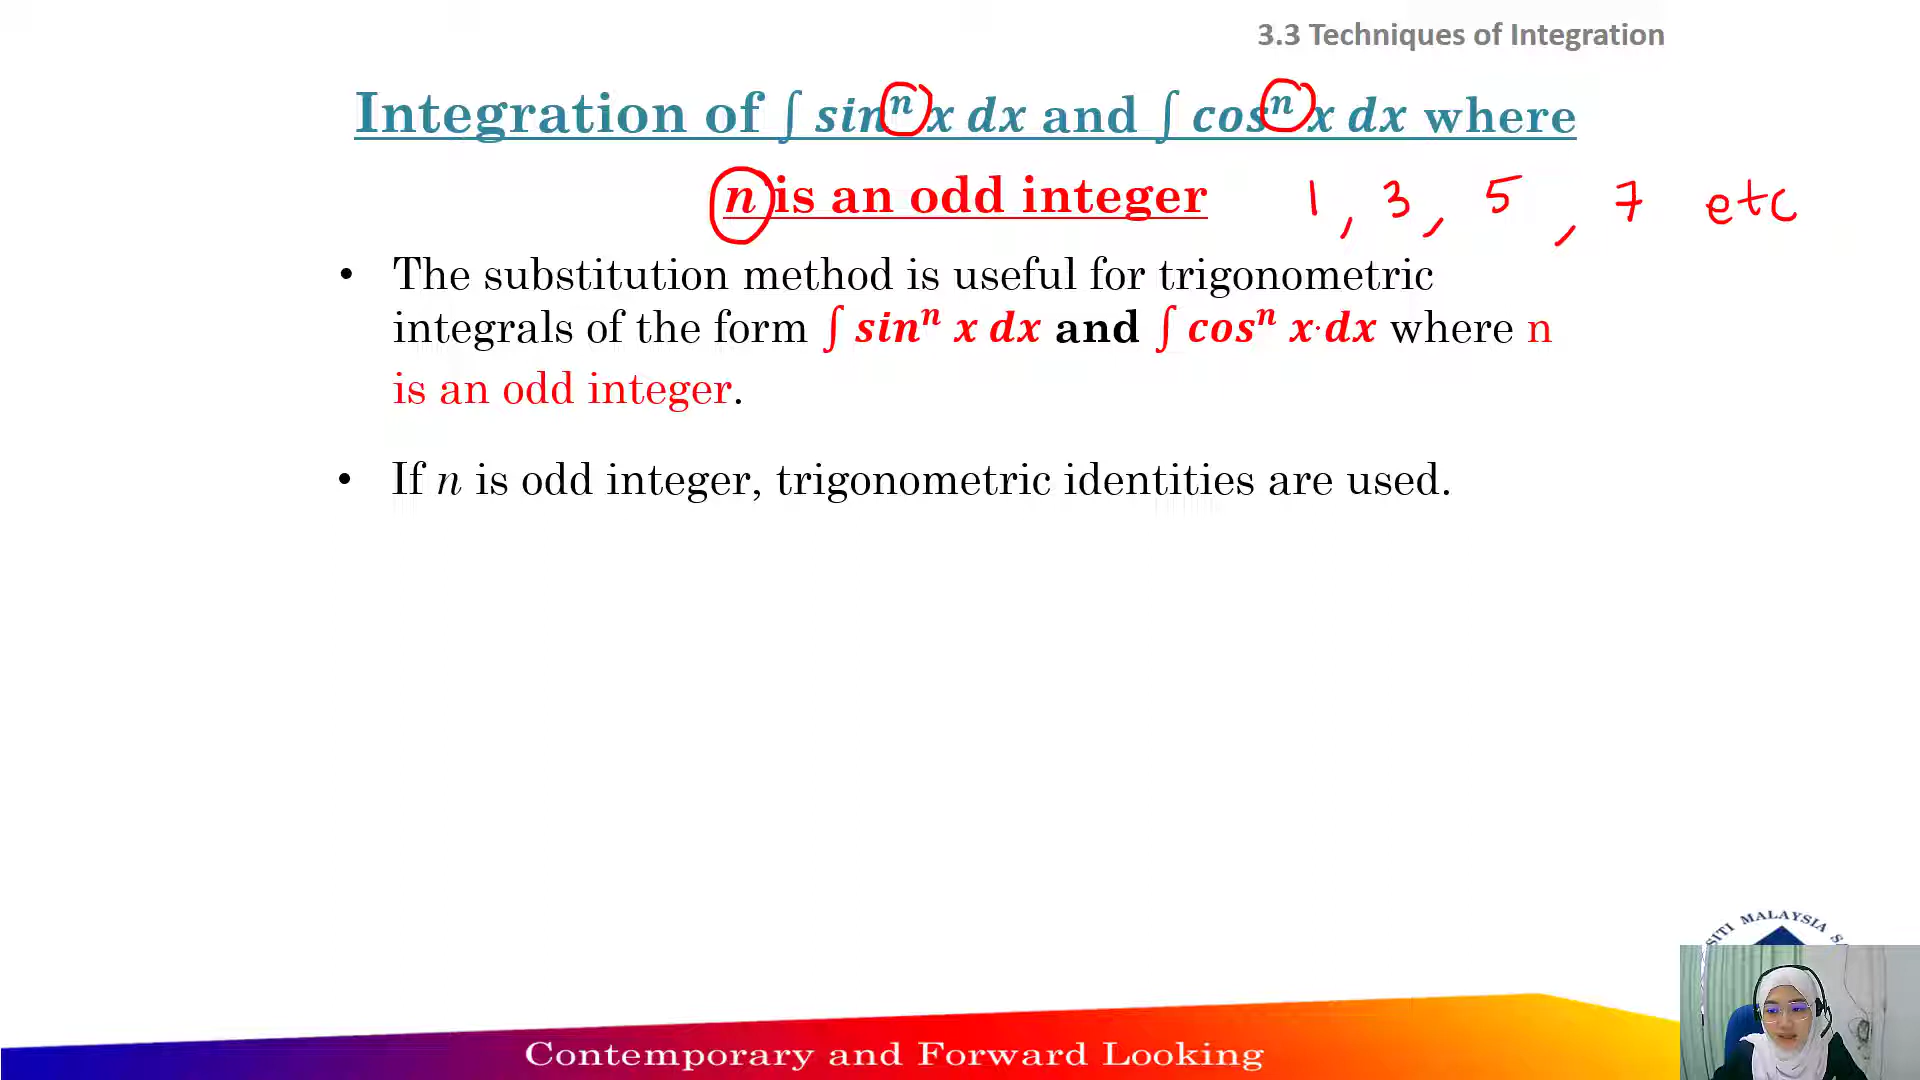 3.3 Techniques of Integration
Integration of ∫ sinⁿ x dx and ∫ cosⁿ x dx where
n is an odd integer 1, 3, 5, 7 etc
• The substitution method is useful for trigonometric
integrals of the form ∫ sinⁿ x dx and ∫ cosⁿ x dx where n
is an odd integer.
• If n is odd integer, trigonometric identities are used.
SITI MALAYSIA
Contemporary and Forward Looking